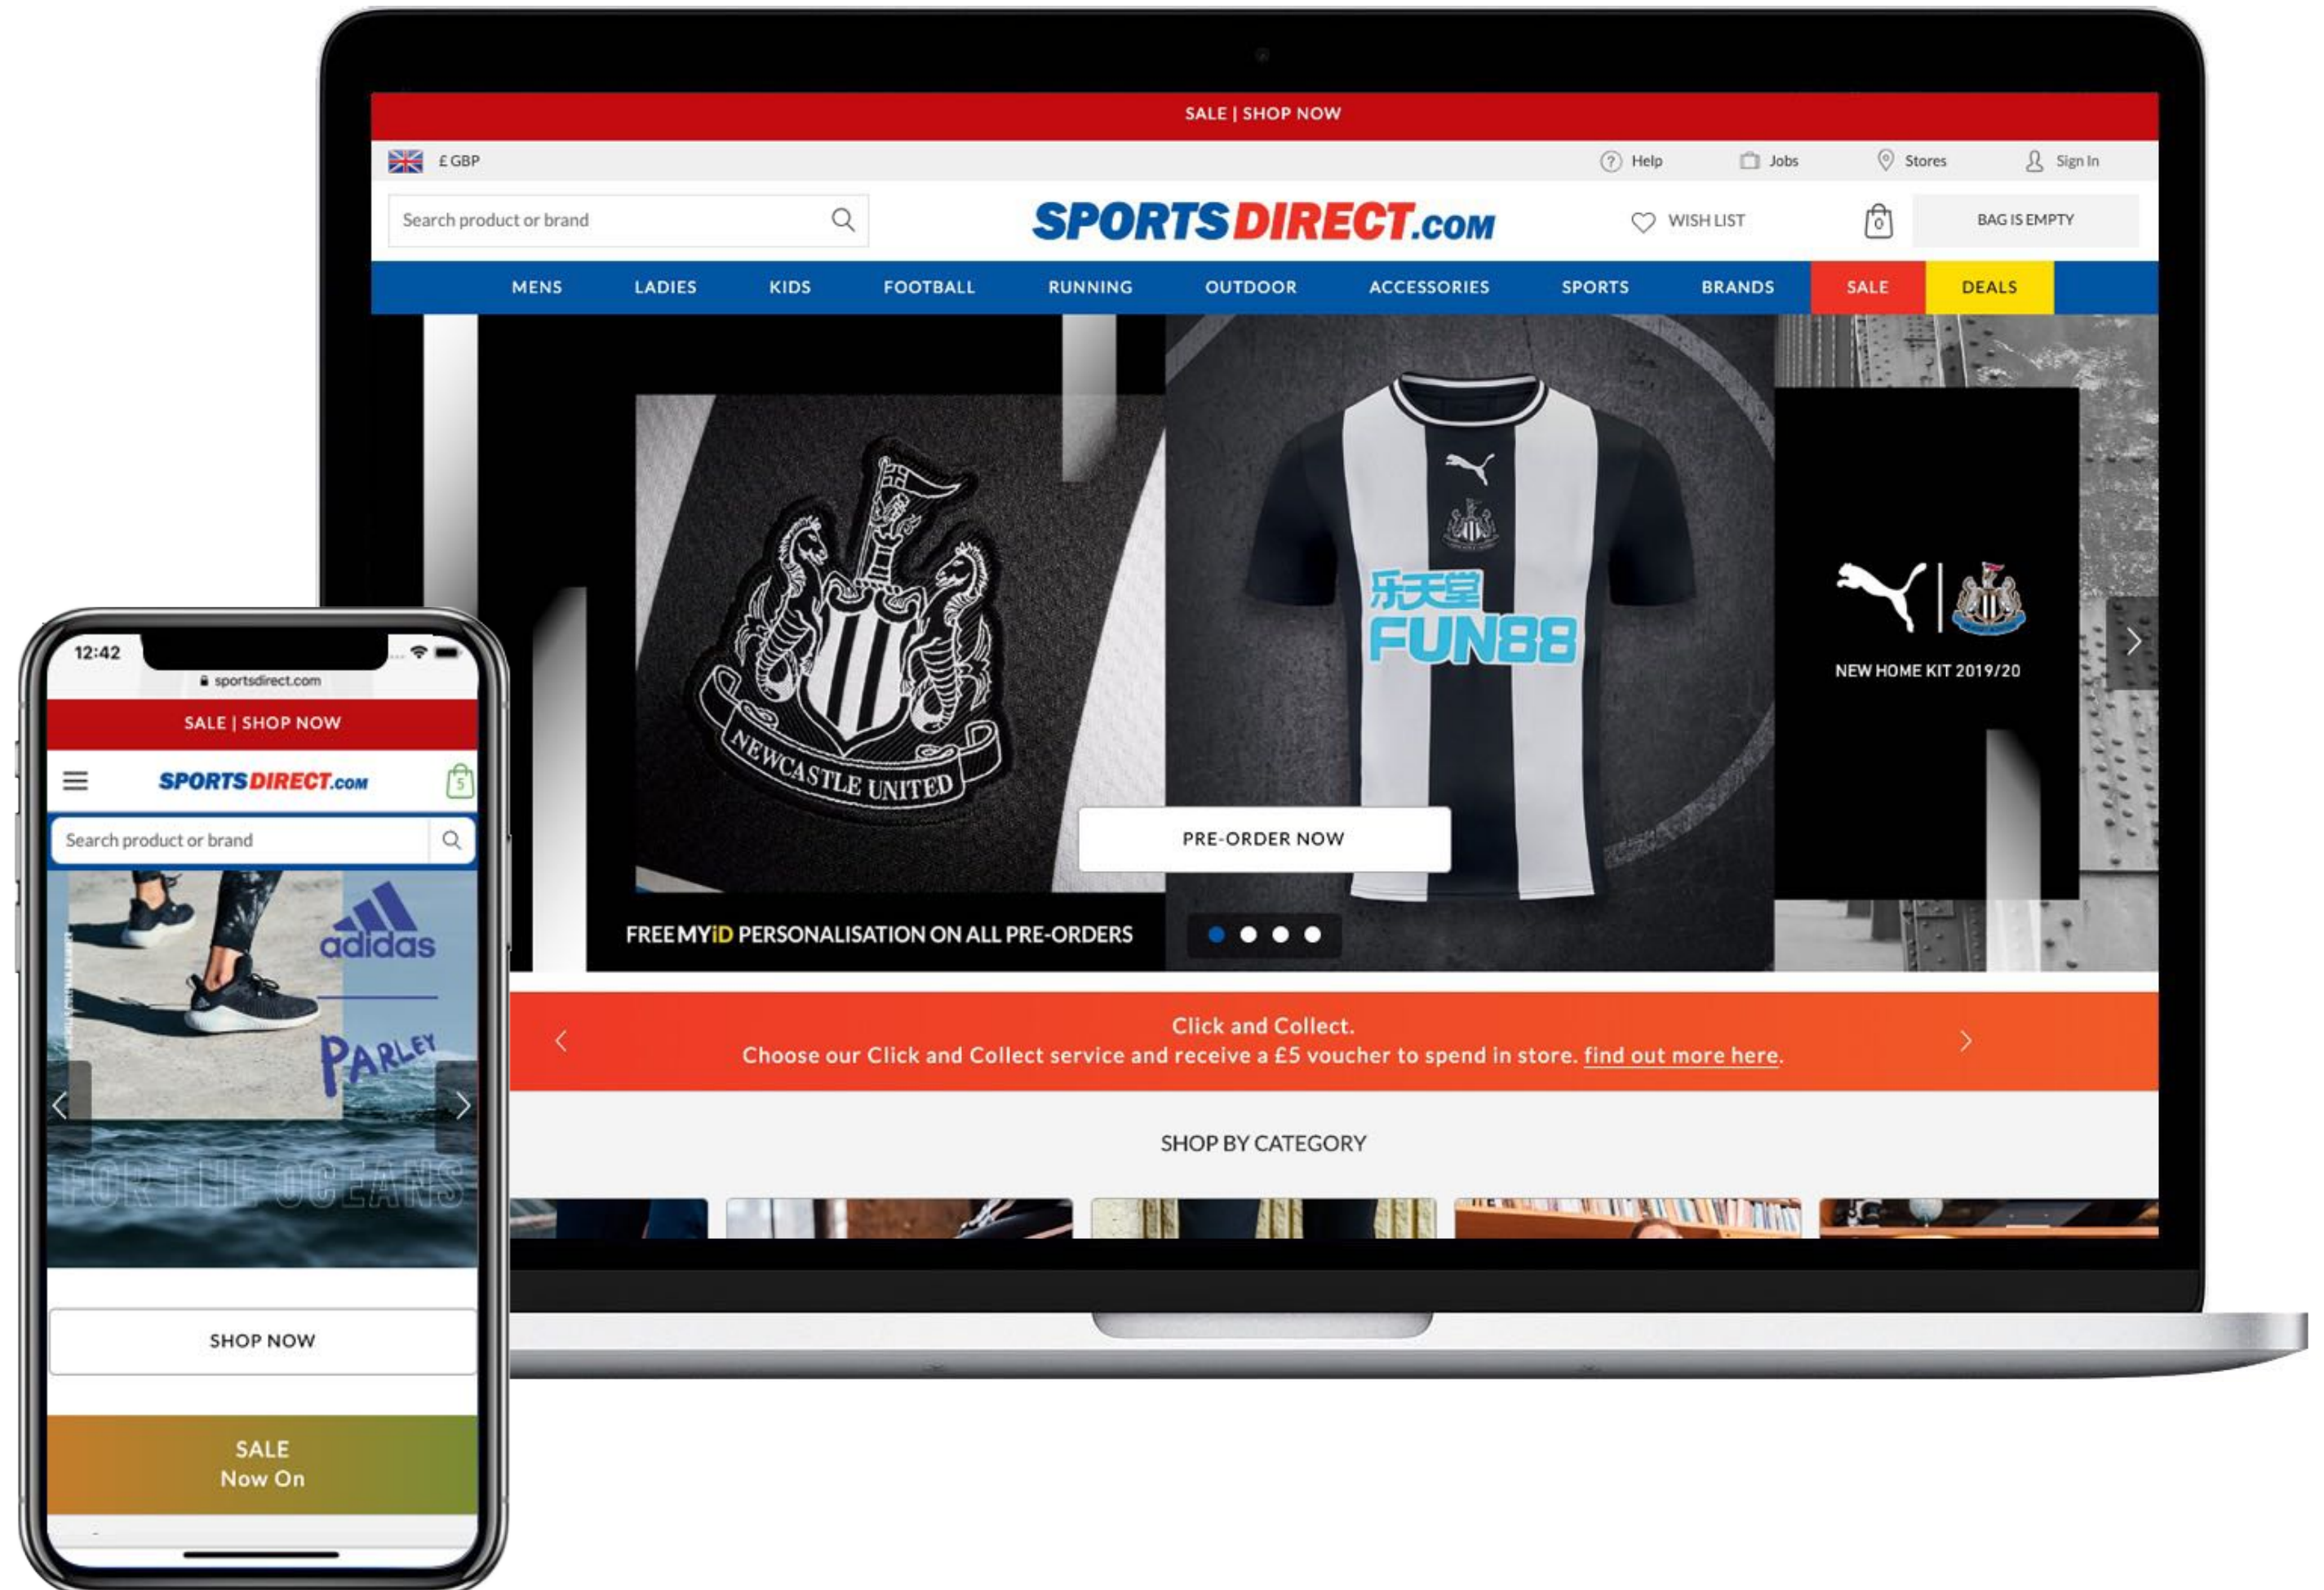 SALE | SHOP NOW
£ GBP
Help
Jobs
Stores
Sign In
Search product or brand
SPORTSDIRECT.COM
WISH LIST
0
BAG IS EMPTY
MENS
LADIES
KIDS
FOOTBALL
RUNNING
OUTDOOR
ACCESSORIES
SPORTS
BRANDS
SALE
DEALS
NEWCASTLE UNITED
乐天堂
FUN88
NEW HOME KIT 2019/20
PRE-ORDER NOW
FREE MYiD PERSONALISATION ON ALL PRE-ORDERS
Click and Collect.
Choose our Click and Collect service and receive a £5 voucher to spend in store. find out more here.
SHOP BY CATEGORY
12:42
sportsdirect.com
SALE | SHOP NOW
SPORTSDIRECT.COM
5
Search product or brand
adidas
PARLEY
FOR THE OCEANS
SHOP NOW
SALE
Now On